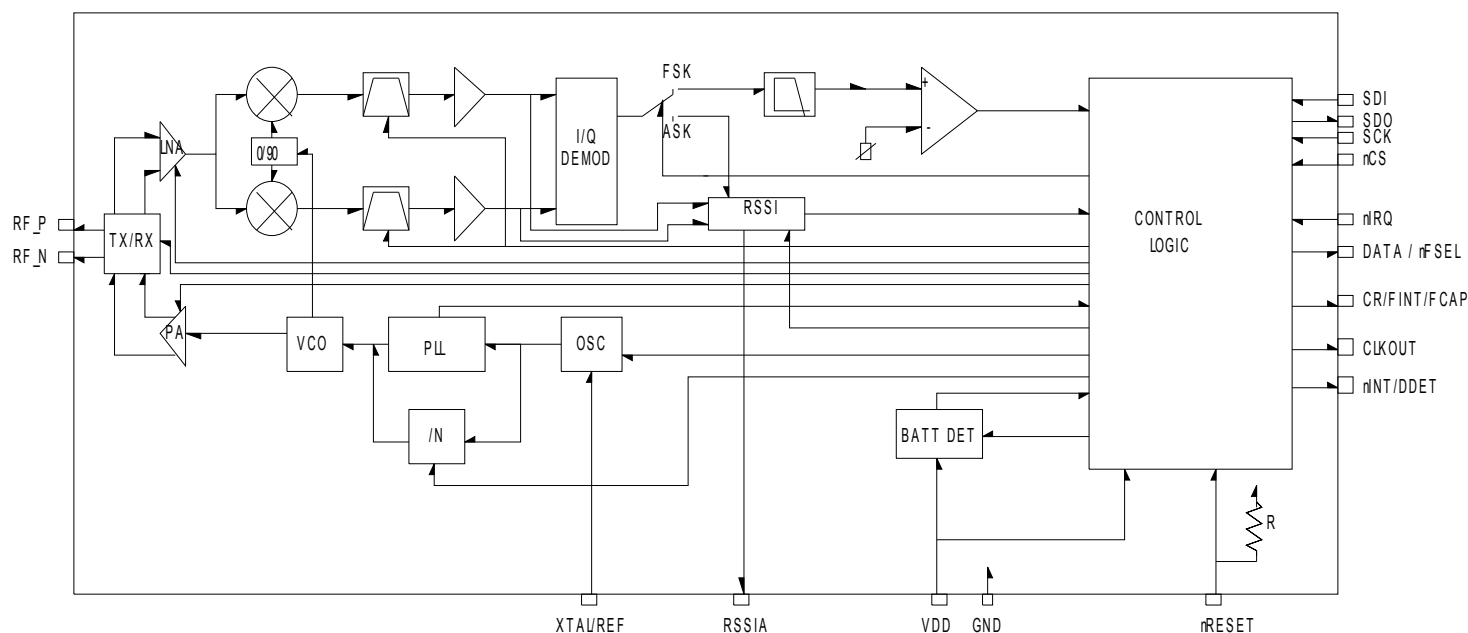 FSK
ASK
LNA
0/90
I/Q
DEMOD
+
-
RSSI
CONTROL
LOGIC
SDI
SDO
SCK
nCS
nIRQ
DATA / nFSEL
CR/FINT/FCAP
CLKOUT
nINT/DDET
RF_P
RF_N
TX/RX
PA
VCO
PLL
OSC
/N
BATT DET
R
XTAL/REF
RSSIA
VDD
GND
nRESET